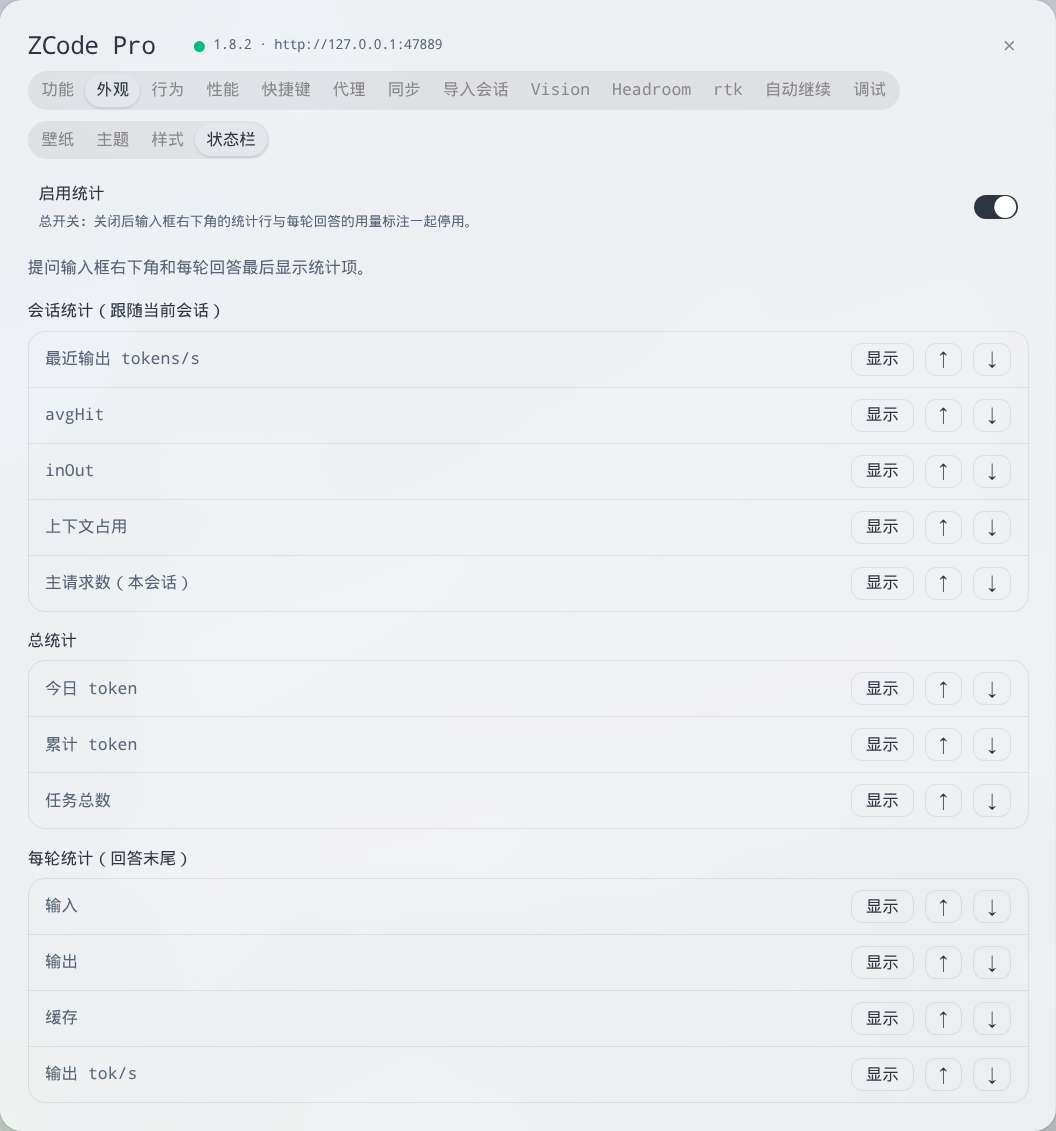 ZCode Pro 1.8.2 · http://127.0.0.1:47889 ×
功能 外观 行为 性能 快捷键 代理 同步 导入会话 Vision Headroom rtk 自动继续 调试
壁纸 主题 样式 状态栏
启用统计
总开关: 关闭后输入框右下角的统计行与每轮回答的用量标注一起停用。
提问输入框右下角和每轮回答最后显示统计项。
会话统计(跟随当前会话)
最近输出 tokens/s 显示 ↑ ↓
avgHit 显示 ↑ ↓
inOut 显示 ↑ ↓
上下文占用 显示 ↑ ↓
主请求数(本会话) 显示 ↑ ↓
总统计
今日 token 显示 ↑ ↓
累计 token 显示 ↑ ↓
任务总数 显示 ↑ ↓
每轮统计(回答末尾)
输入 显示 ↑ ↓
输出 显示 ↑ ↓
缓存 显示 ↑ ↓
输出 tok/s 显示 ↑ ↓